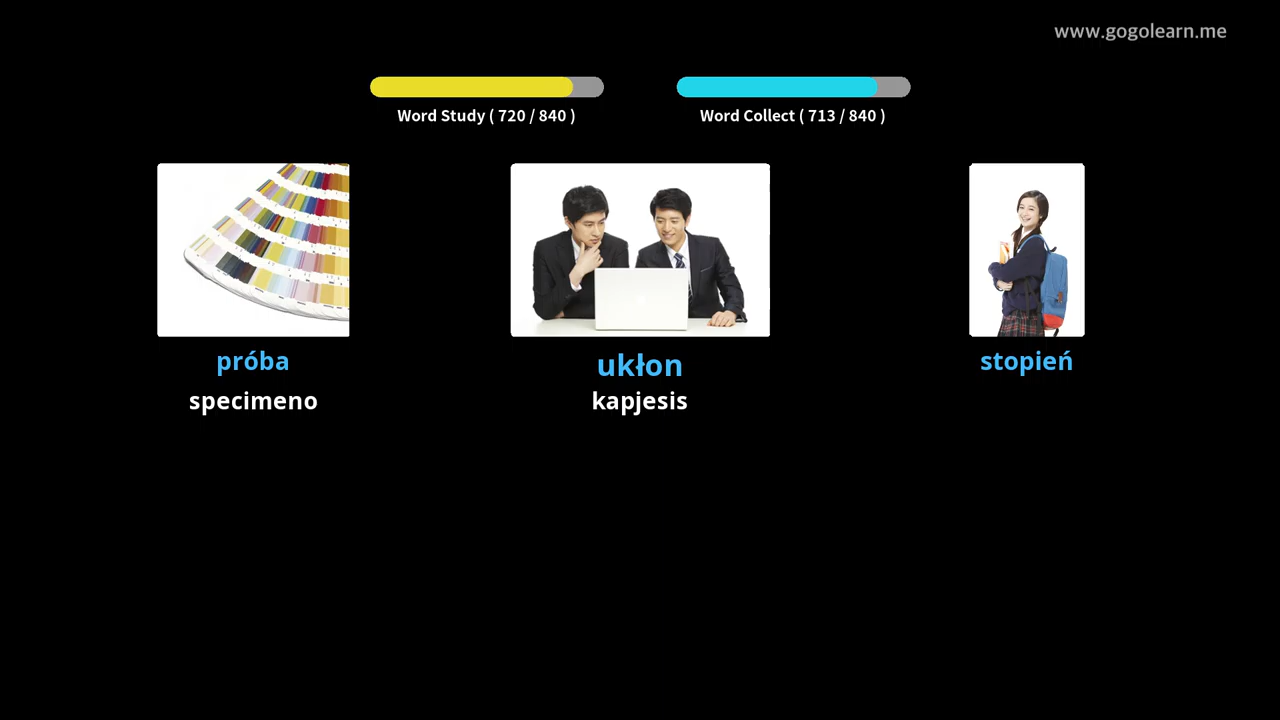 www.gogolearn.me
Word Study ( 720 / 840 )
Word Collect ( 713 / 840 )
próba
ukłon
stopień
specimeno
kapjesis